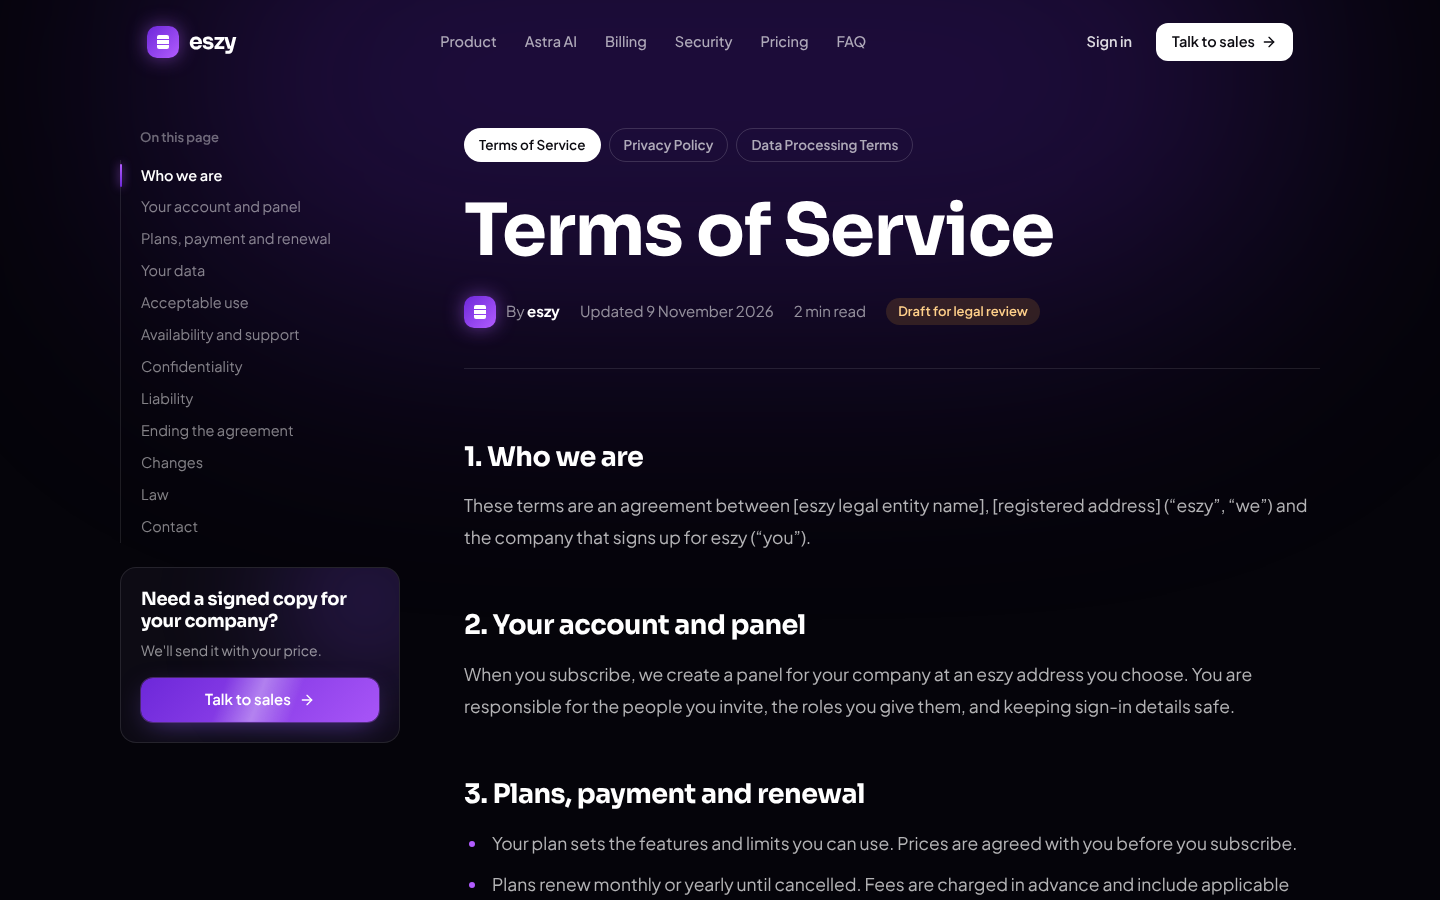 eszy
Product Astra AI Billing Security Pricing FAQ
Sign in
Talk to sales →
On this page
Who we are
Your account and panel
Plans, payment and renewal
Your data
Acceptable use
Availability and support
Confidentiality
Liability
Ending the agreement
Changes
Law
Contact
Need a signed copy for
your company?
We'll send it with your price.
Talk to sales →
Terms of Service Privacy Policy Data Processing Terms
Terms of Service
By eszy Updated 9 November 2026 2 min read Draft for legal review
1. Who we are
These terms are an agreement between [eszy legal entity name], [registered address] (“eszy”, “we”) and
the company that signs up for eszy (“you”).
2. Your account and panel
When you subscribe, we create a panel for your company at an eszy address you choose. You are
responsible for the people you invite, the roles you give them, and keeping sign-in details safe.
3. Plans, payment and renewal
• Your plan sets the features and limits you can use. Prices are agreed with you before you subscribe.
• Plans renew monthly or yearly until cancelled. Fees are charged in advance and include applicable